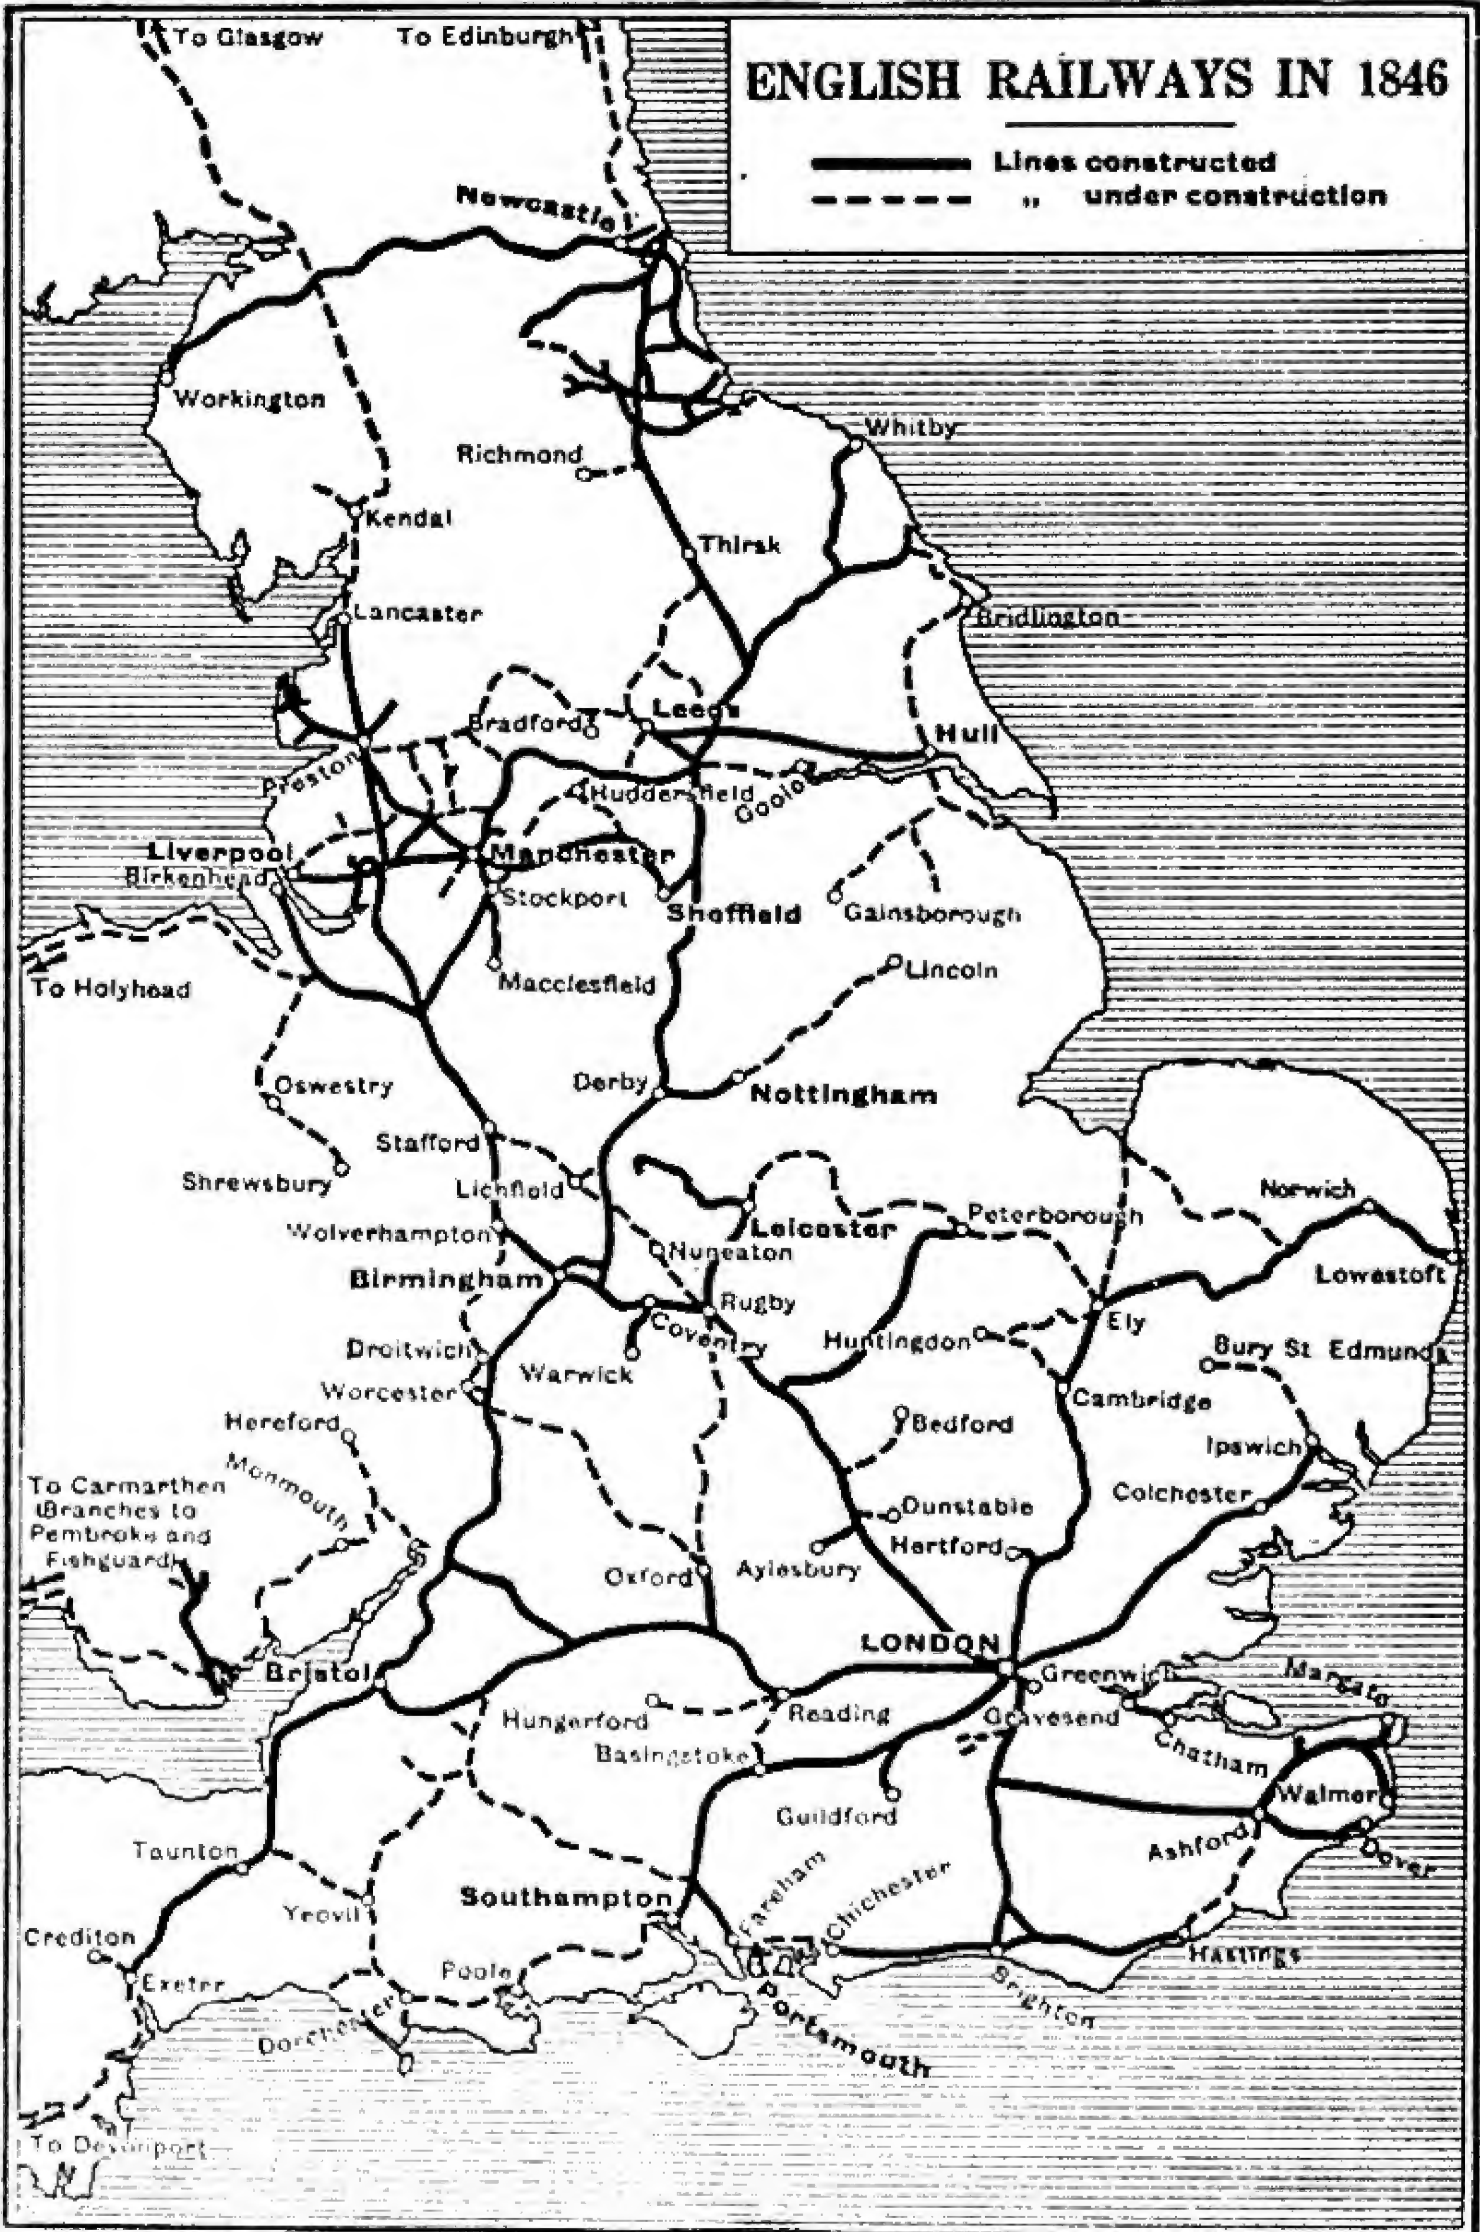 To Glasgow
To Edinburgh
ENGLISH RAILWAYS IN 1846
Lines constructed
„ under construction
Newcastle
Workington
Whitby
Richmond
Kendal
Thirsk
Lancaster
Bridlington
Bradford
Leeds
Hull
Preston
Huddersfield
Goole
Liverpool
Manchester
Birkenhead
Stockport
Sheffield
Gainsborough
Lincoln
Macclesfield
To Holyhead
Oswestry
Derby
Nottingham
Stafford
Shrewsbury
Lichfield
Norwich
Wolverhampton
Leicester
Peterborough
Nuneaton
Birmingham
Lowestoft
Rugby
Coventry
Ely
Huntingdon
Droitwich
Bury St Edmunds
Warwick
Worcester
Cambridge
Hereford
Bedford
Ipswich
Monmouth
To Carmarthen
(Branches to
Pembroke and
Fishguard)
Colchester
Dunstable
Hertford
Oxford
Aylesbury
LONDON
Bristol
Greenwich
Margate
Hungerford
Reading
Gravesend
Basingstoke
Chatham
Walmer
Guildford
Ashford
Dover
Taunton
Southampton
Fareham
Chichester
Yeovil
Crediton
Exeter
Poole
Hastings
Brighton
Dorchester
Portsmouth
To Devonport